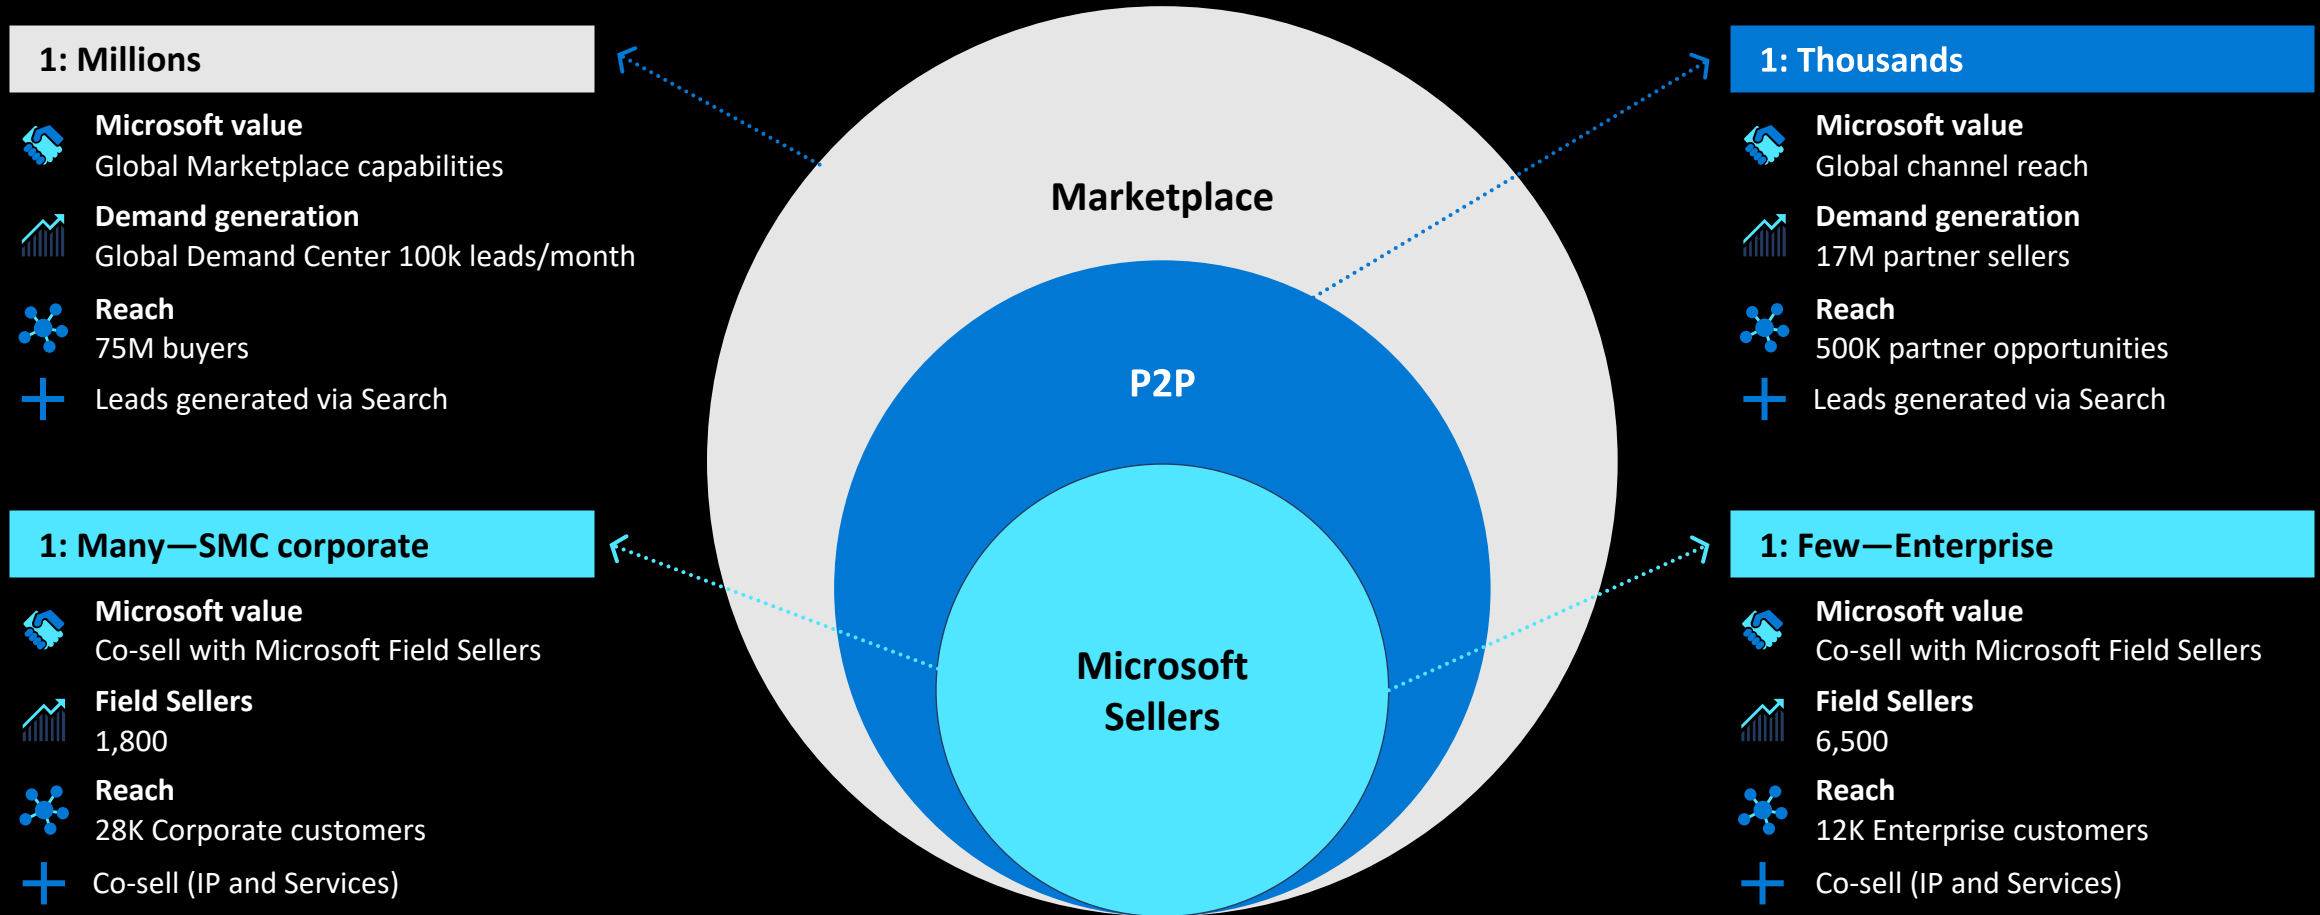 1: Millions
Microsoft value
Global Marketplace capabilities
Demand generation
Global Demand Center 100k leads/month
Reach
75M buyers
Leads generated via Search
Marketplace
P2P
Microsoft
Sellers
1: Thousands
Microsoft value
Global channel reach
Demand generation
17M partner sellers
Reach
500K partner opportunities
Leads generated via Search
1: Many—SMC corporate
Microsoft value
Co-sell with Microsoft Field Sellers
Field Sellers
1,800
Reach
28K Corporate customers
Co-sell (IP and Services)
1: Few—Enterprise
Microsoft value
Co-sell with Microsoft Field Sellers
Field Sellers
6,500
Reach
12K Enterprise customers
Co-sell (IP and Services)